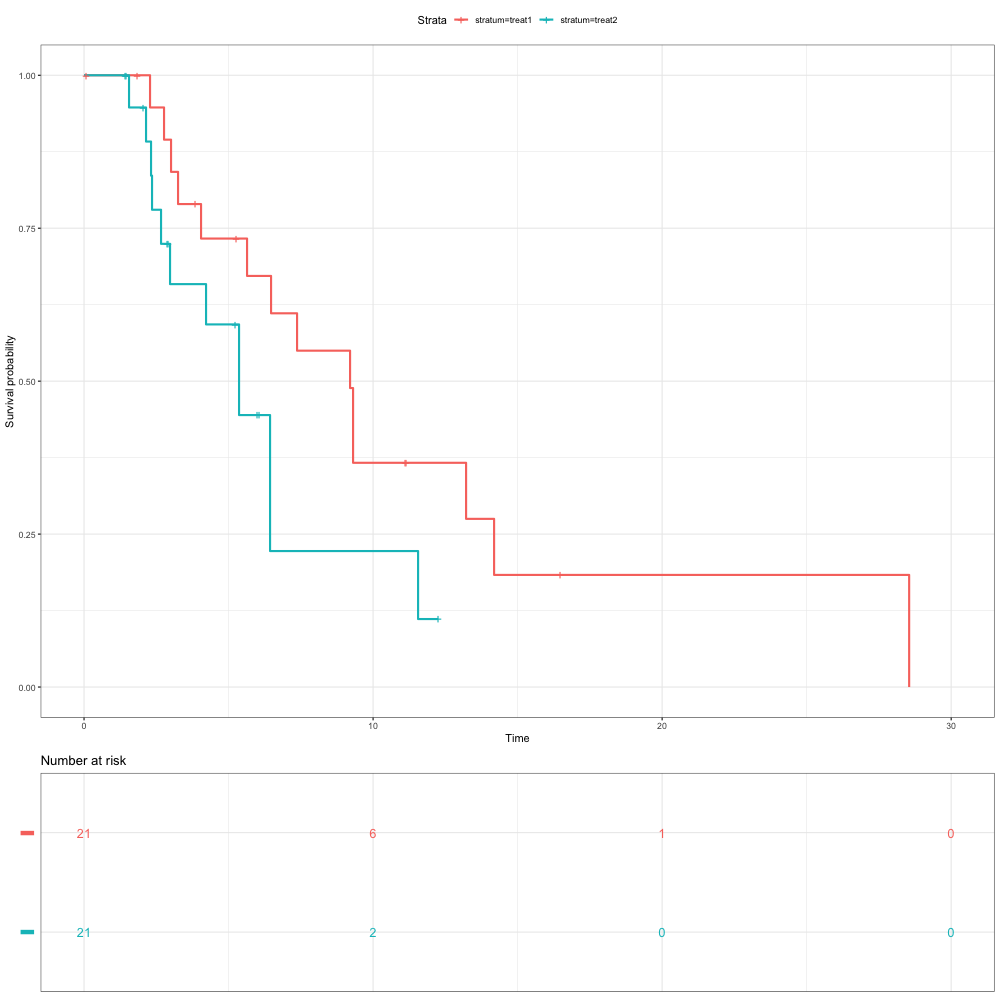 Strata stratum=treat1 stratum=treat2
1.00
0.75
0.50
0.25
0.00
Survival probability
0 10 20 30
Time
Number at risk
21 6 1 0
21 2 0 0